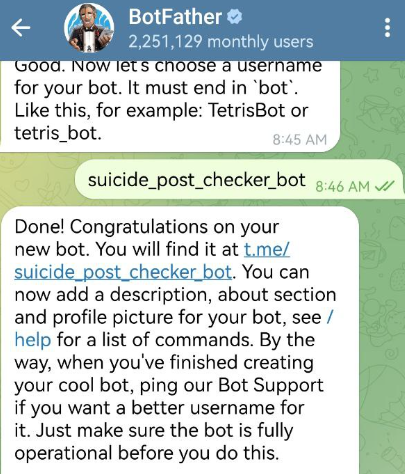 BotFather
2,251,129 monthly users
Good. Now let's choose a username
for your bot. It must end in `bot`.
Like this, for example: TetrisBot or
tetris_bot.
8:45 AM
suicide_post_checker_bot 8:46 AM
Done! Congratulations on your
new bot. You will find it at t.me/
suicide_post_checker_bot. You can
now add a description, about section
and profile picture for your bot, see /
help for a list of commands. By the
way, when you've finished creating
your cool bot, ping our Bot Support
if you want a better username for
it. Just make sure the bot is fully
operational before you do this.